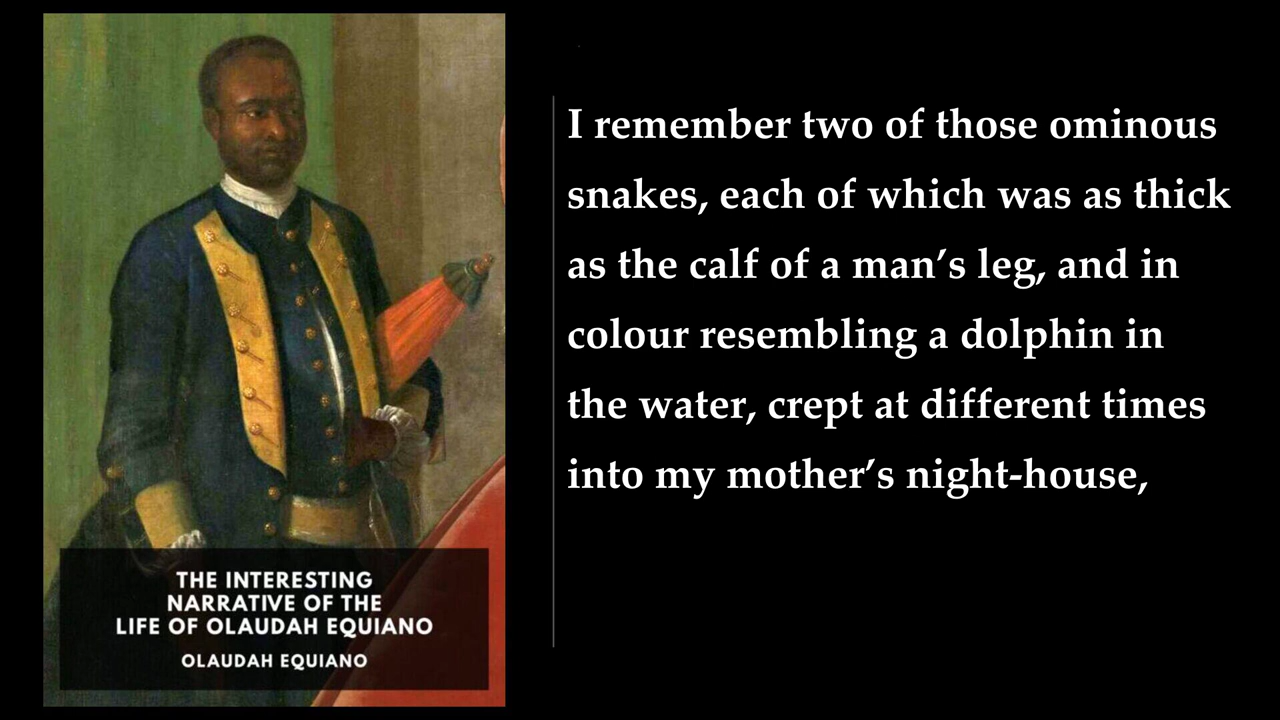 THE INTERESTING
NARRATIVE OF THE
LIFE OF OLAUDAH EQUIANO
OLAUDAH EQUIANO
I remember two of those ominous
snakes, each of which was as thick
as the calf of a man’s leg, and in
colour resembling a dolphin in
the water, crept at different times
into my mother’s night-house,